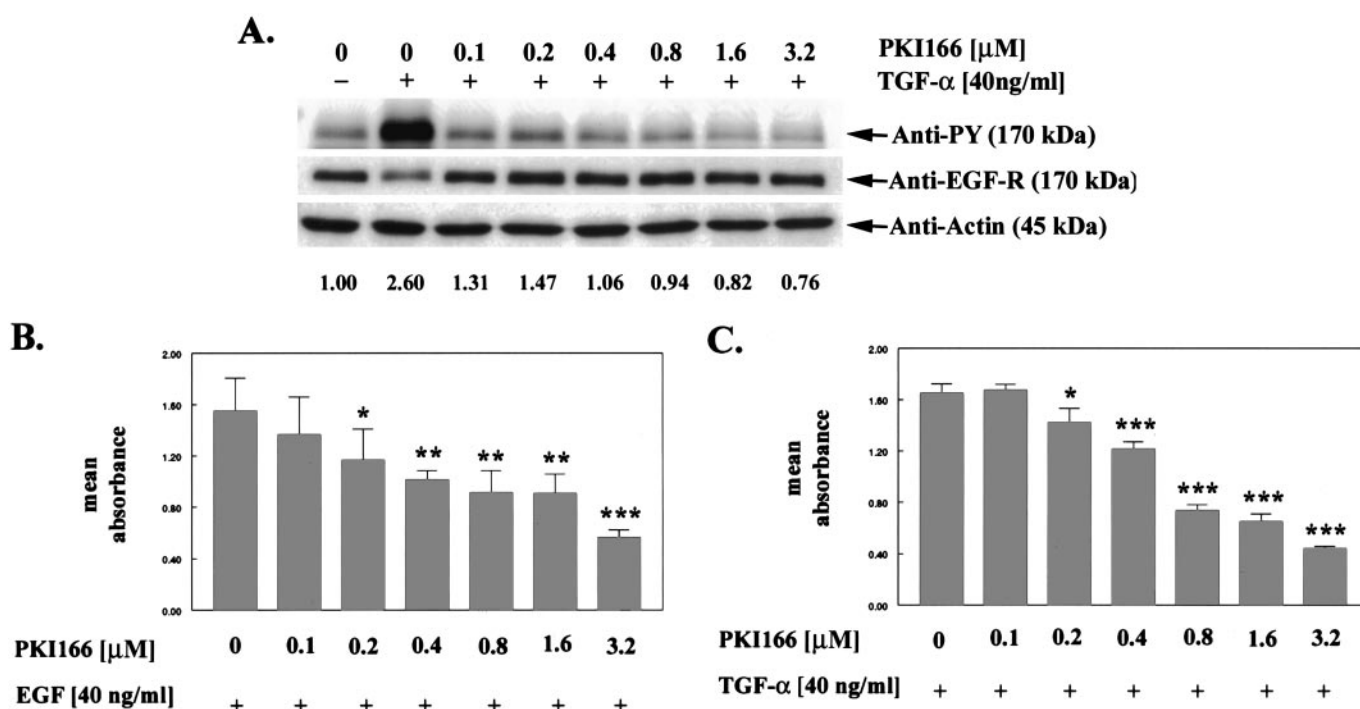 A.
0 0 0.1 0.2 0.4 0.8 1.6 3.2 PKI166 [μM]
– + + + + + + + TGF-α [40ng/ml]
Anti-PY (170 kDa)
Anti-EGF-R (170 kDa)
Anti-Actin (45 kDa)
1.00 2.60 1.31 1.47 1.06 0.94 0.82 0.76
B.
mean absorbance
2.00
1.60
1.20
0.80
0.40
0.00
* ** ** ** ***
PKI166 [μM] 0 0.1 0.2 0.4 0.8 1.6 3.2
EGF [40 ng/ml] + + + + + + +
C.
mean absorbance
2.00
1.60
1.20
0.80
0.40
0.00
* *** *** *** ***
PKI166 [μM] 0 0.1 0.2 0.4 0.8 1.6 3.2
TGF-α [40 ng/ml] + + + + + + +